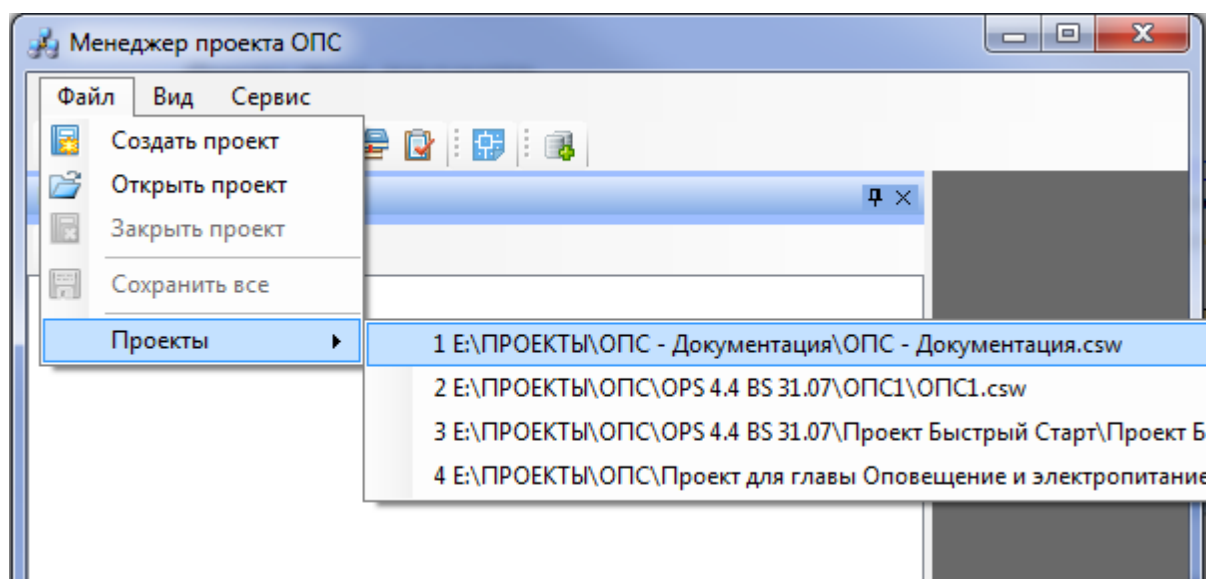 Менеджер проекта ОПС
Файл Вид Сервис
Создать проект
Открыть проект
Закрыть проект
Сохранить все
Проекты
1 E:\ПРОЕКТЫ\ОПС - Документация\ОПС - Документация.csw
2 E:\ПРОЕКТЫ\ОПС\OPS 4.4 BS 31.07\ОПС1\ОПС1.csw
3 E:\ПРОЕКТЫ\ОПС\OPS 4.4 BS 31.07\Проект Быстрый Старт\Проект Б
4 E:\ПРОЕКТЫ\ОПС\Проект для главы Оповещение и электропитание